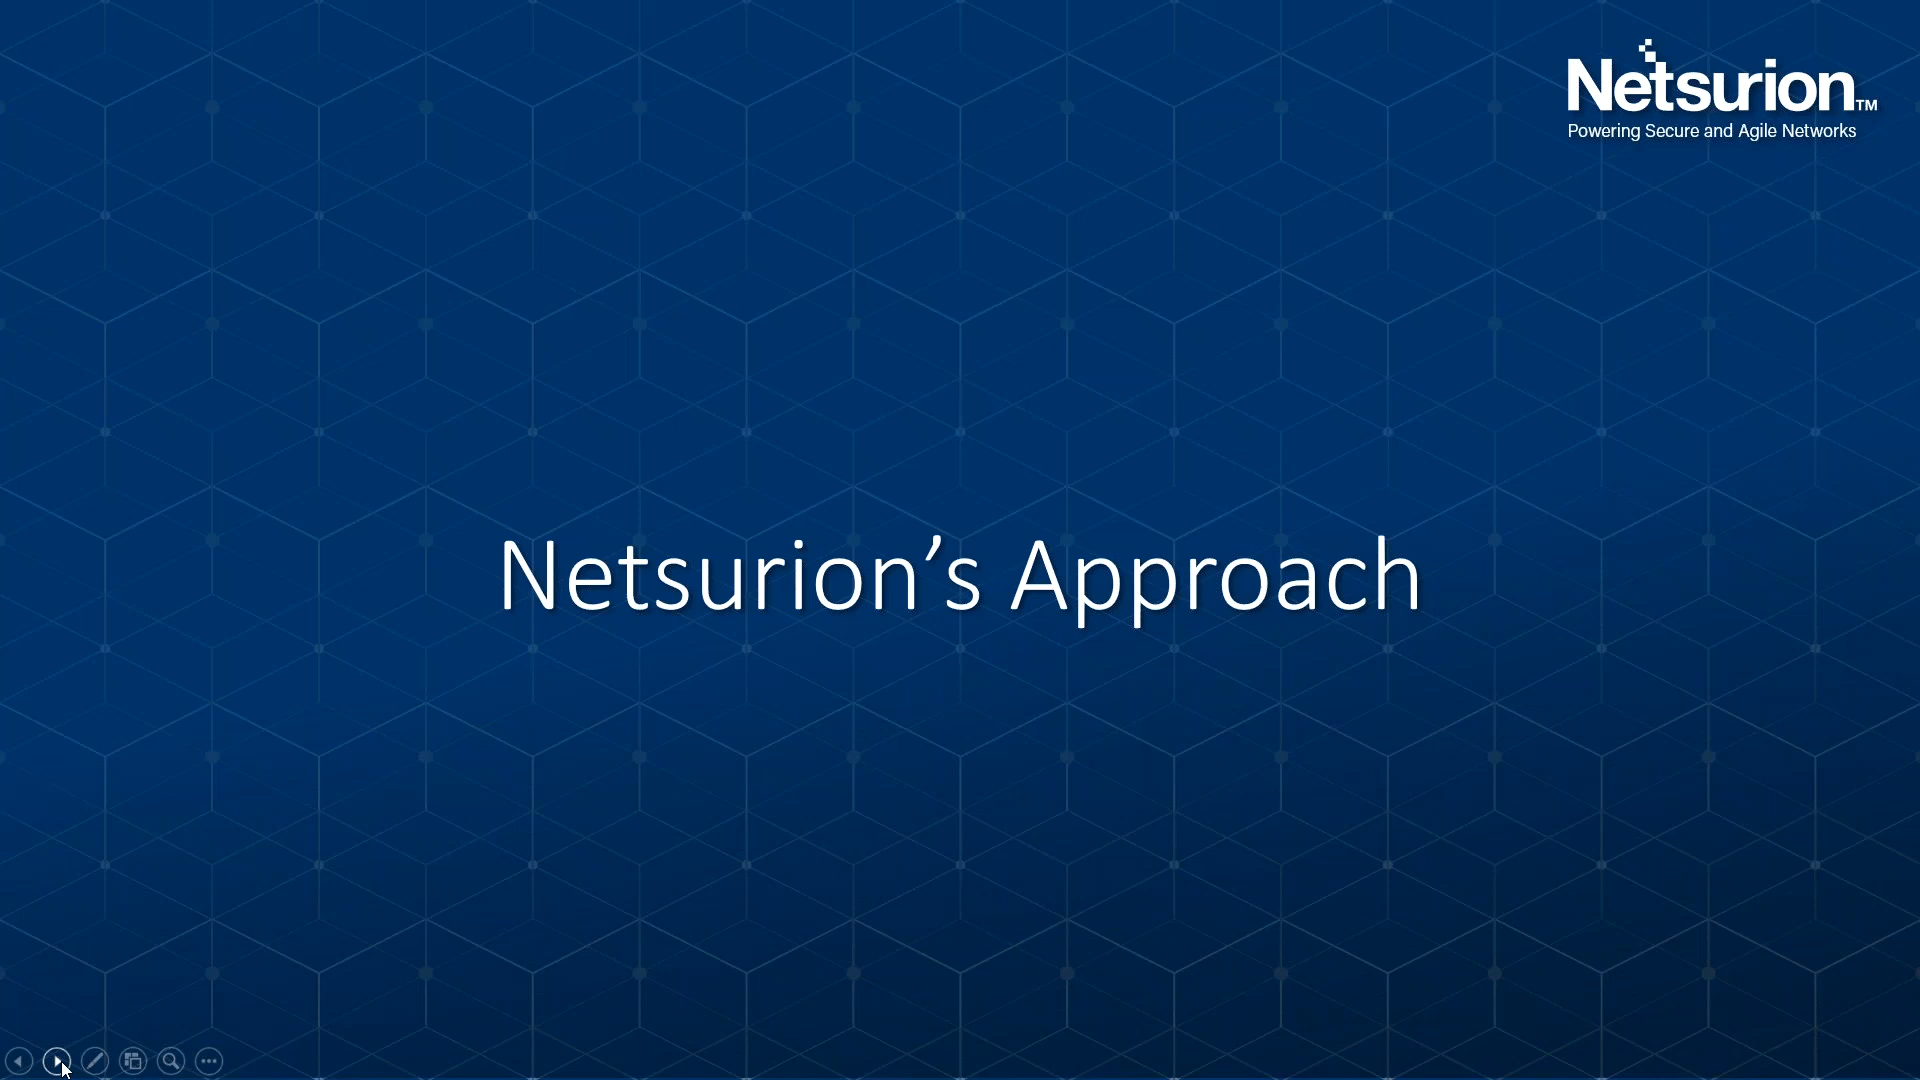 Netsurion™
Powering Secure and Agile Networks
Netsurion’s Approach